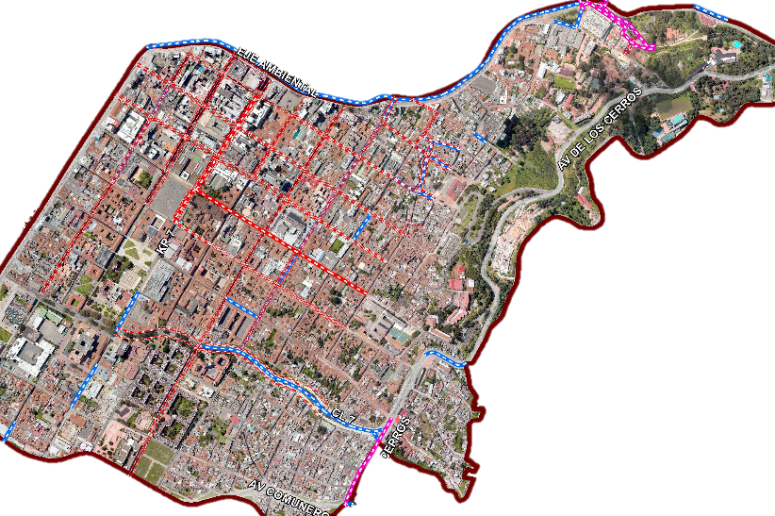 EJE AMBIENTAL
AV DE LOS CERROS
KR 7
CL 7
CERROS
AV COMUNERO